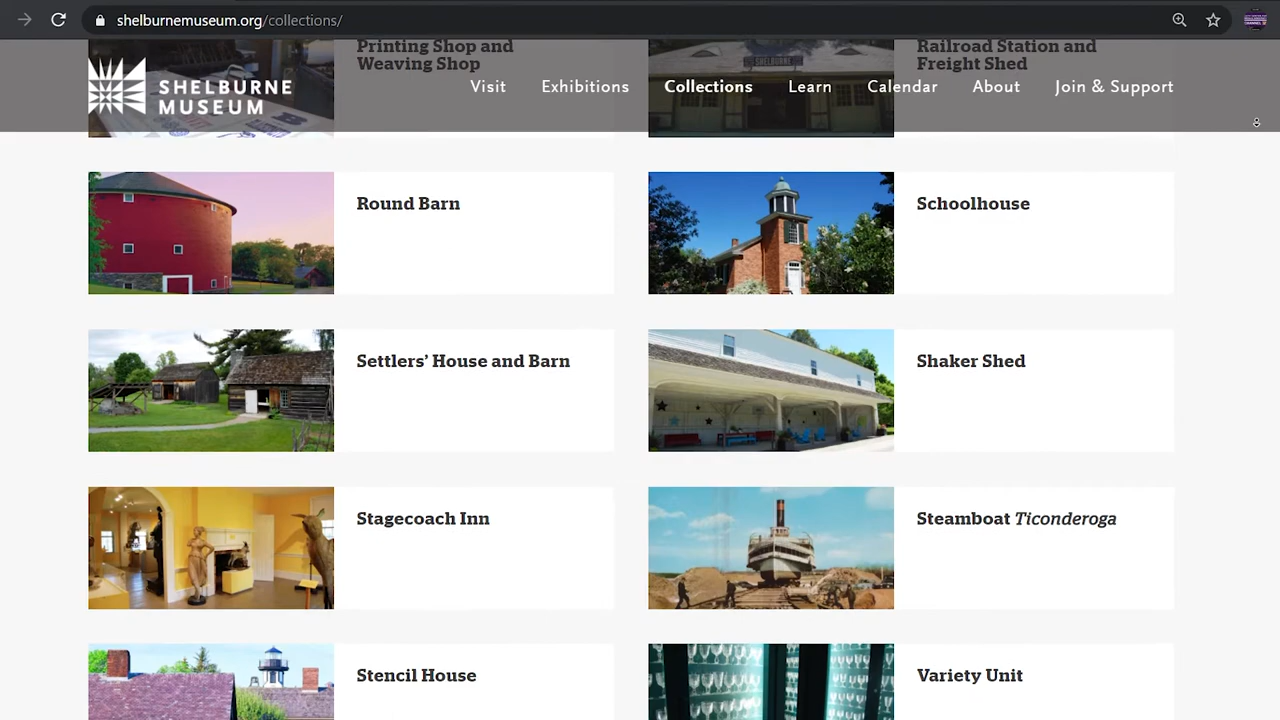 shelburnemuseum.org/collections/
Printing Shop and
Weaving Shop
SHELBURNE
Railroad Station and
Freight Shed
SHELBURNE
MUSEUM
Visit
Exhibitions
Collections
Learn
Calendar
About
Join & Support
Round Barn
Schoolhouse
Settlers’ House and Barn
Shaker Shed
Stagecoach Inn
Steamboat Ticonderoga
Stencil House
Variety Unit